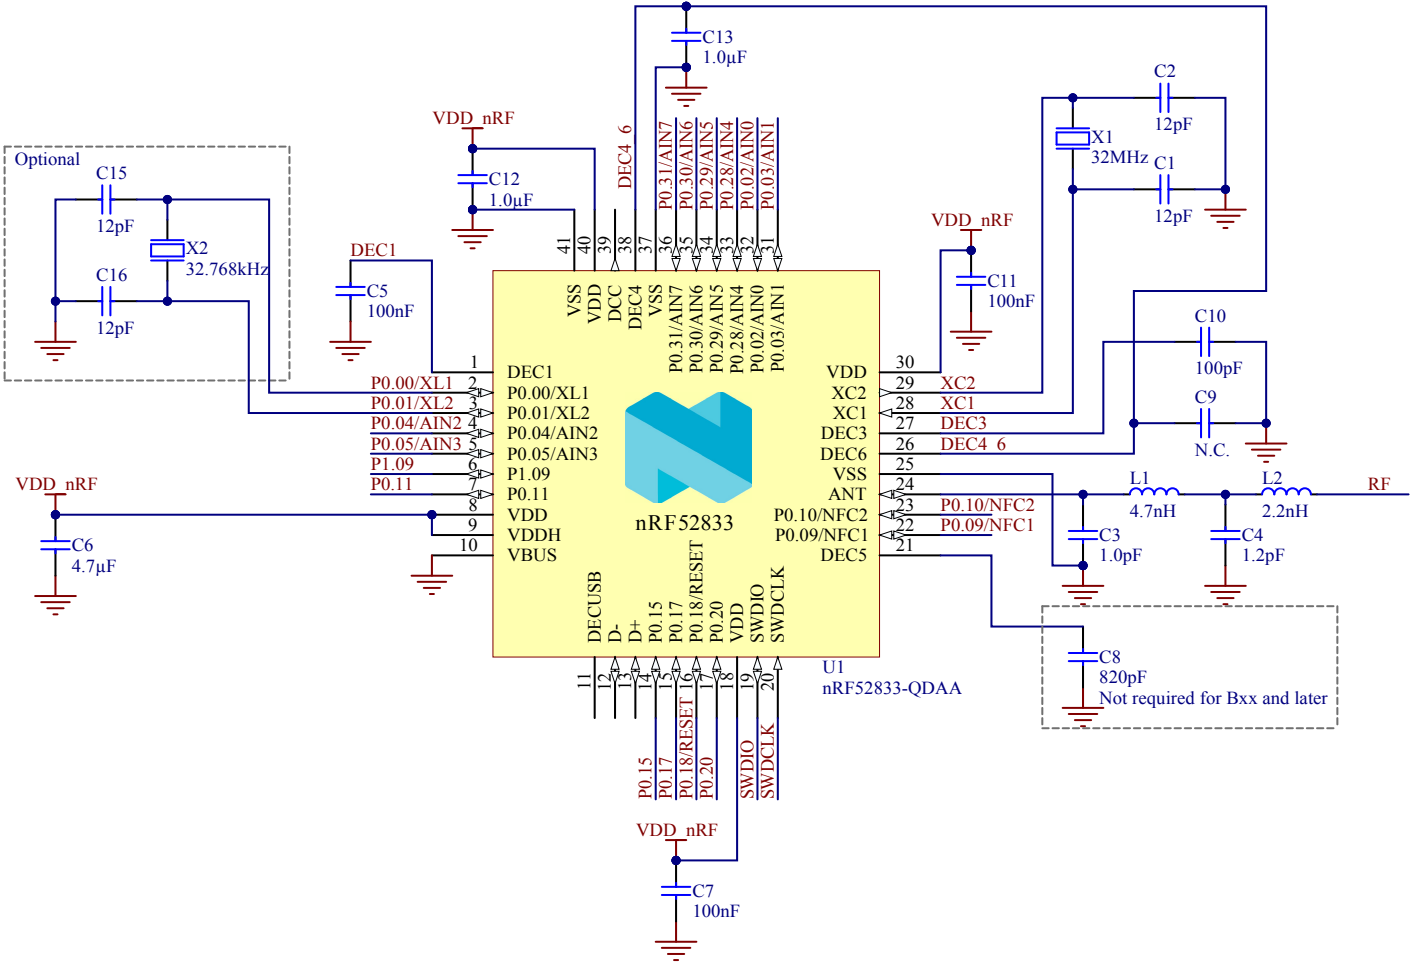 C13
1.0µF
C2
12pF
X1
32MHz
C1
12pF
VDD_nRF
C12
1.0µF
DEC4_6
P0.31/AIN7
P0.30/AIN6
P0.29/AIN5
P0.28/AIN4
P0.02/AIN0
P0.03/AIN1
Optional
C15
12pF
X2
32.768kHz
C16
12pF
DEC1
C5
100nF
VDD_nRF
C11
100nF
41
40
39
38
37
36
35
34
33
32
31
VSS
VDD
DCC
DEC4
VSS
P0.31/AIN7
P0.30/AIN6
P0.29/AIN5
P0.28/AIN4
P0.02/AIN0
P0.03/AIN1
C10
100pF
C9
N.C.
1
DEC1
P0.00/XL1
2
P0.00/XL1
P0.01/XL2
3
P0.01/XL2
P0.04/AIN2
4
P0.04/AIN2
P0.05/AIN3
5
P0.05/AIN3
P1.09
6
P1.09
P0.11
7
P0.11
8
VDD
9
VDDH
10
VBUS
VDD
30
XC2
29
XC2
XC1
28
XC1
DEC3
27
DEC3
DEC6
26
DEC4_6
VSS
25
ANT
24
P0.10/NFC2
23
P0.10/NFC2
P0.09/NFC1
22
P0.09/NFC1
DEC5
21
nRF52833
VDD_nRF
C6
4.7µF
L1
4.7nH
L2
2.2nH
RF
C3
1.0pF
C4
1.2pF
C8
820pF
Not required for Bxx and later
DECUSB
D-
D+
P0.15
P0.17
P0.18/RESET
P0.20
VDD
SWDIO
SWDCLK
11
12
13
14
15
16
17
18
19
20
U1
nRF52833-QDAA
P0.15
P0.17
P0.18/RESET
P0.20
SWDIO
SWDCLK
VDD_nRF
C7
100nF